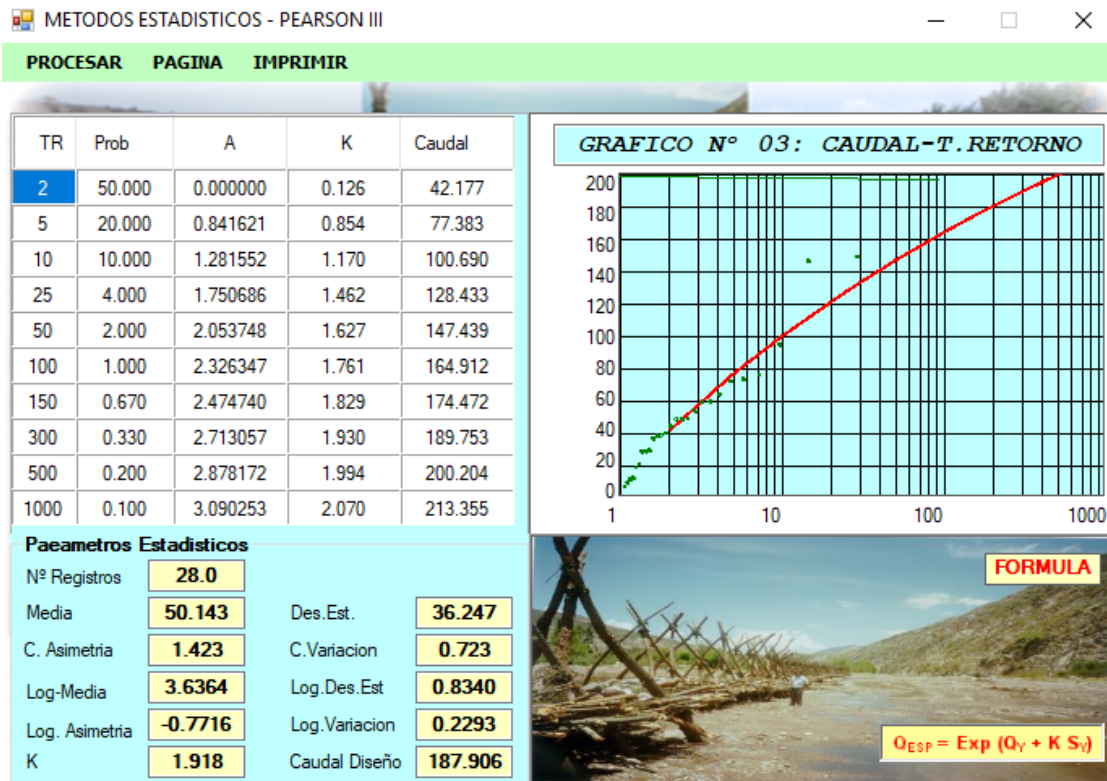 METODOS ESTADISTICOS - PEARSON III
PROCESAR PAGINA IMPRIMIR
TR Prob A K Caudal
2 50.000 0.000000 0.126 42.177
5 20.000 0.841621 0.854 77.383
10 10.000 1.281552 1.170 100.690
25 4.000 1.750686 1.462 128.433
50 2.000 2.053748 1.627 147.439
100 1.000 2.326347 1.761 164.912
150 0.670 2.474740 1.829 174.472
300 0.330 2.713057 1.930 189.753
500 0.200 2.878172 1.994 200.204
1000 0.100 3.090253 2.070 213.355
GRAFICO Nº 03: CAUDAL-T.RETORNO
200
180
160
140
120
100
80
60
40
20
0
1 10 100 1000
Paeametros Estadisticos
Nº Registros 28.0
Media 50.143 Des.Est. 36.247
C. Asimetria 1.423 C.Variacion 0.723
Log-Media 3.6364 Log.Des.Est 0.8340
Log. Asimetria -0.7716 Log.Variacion 0.2293
K 1.918 Caudal Diseño 187.906
FORMULA
QESP = Exp (QY + K SY)